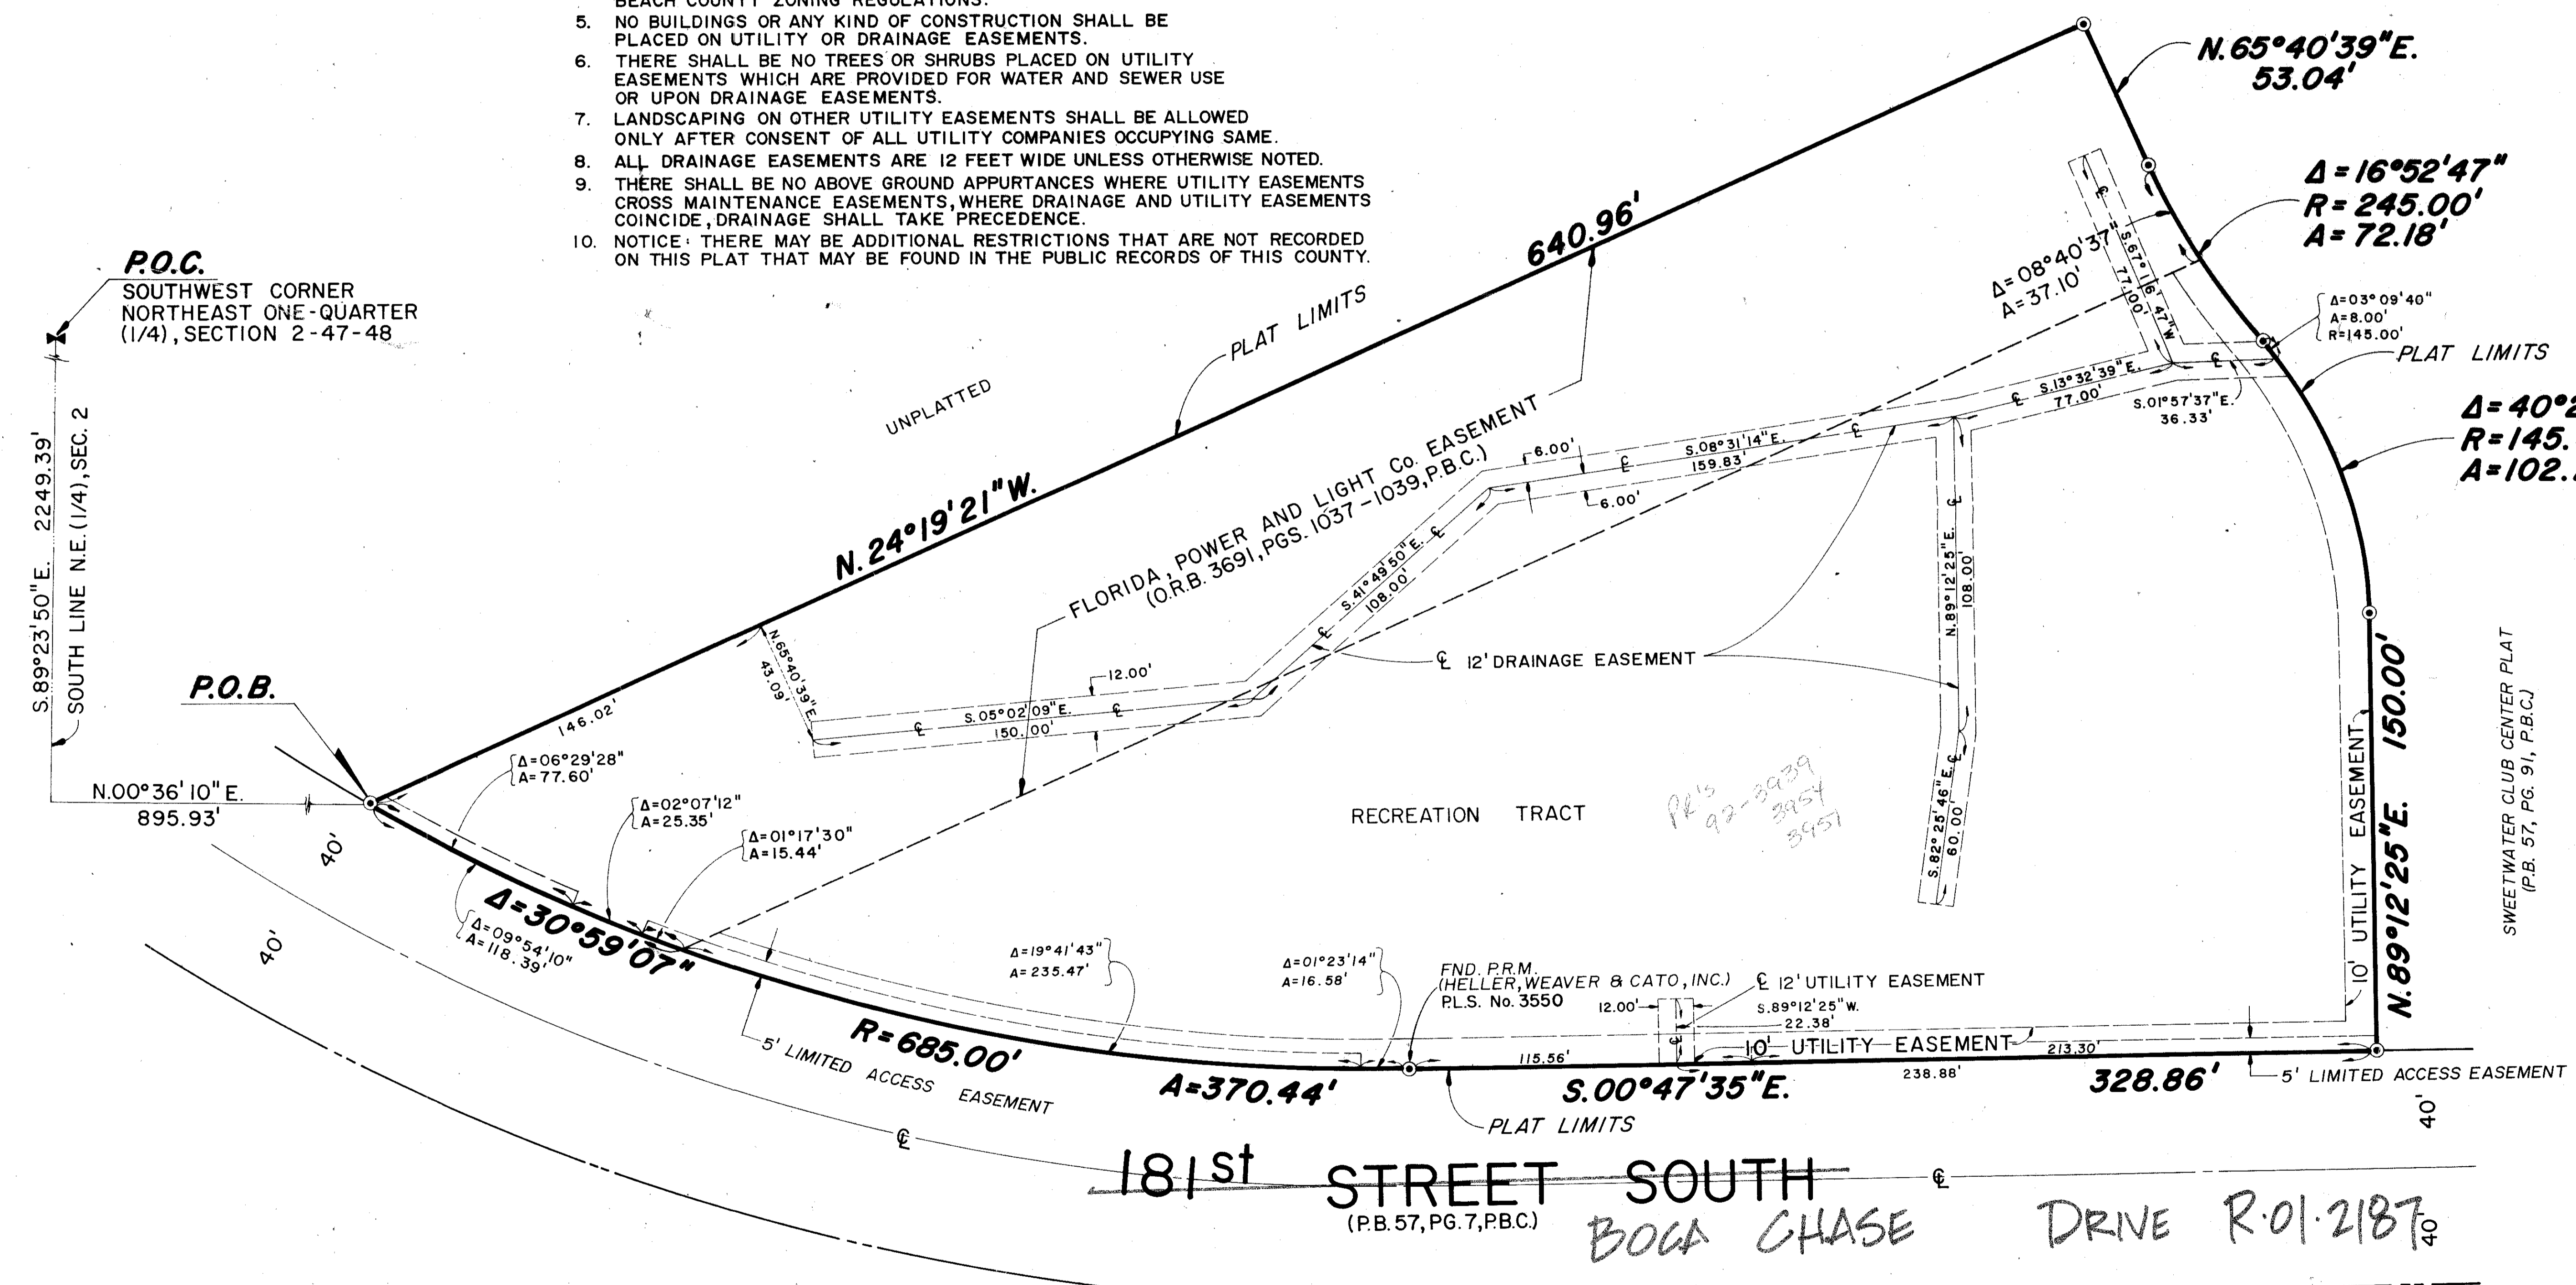 BEACH COUNTY ZONING REGULATIONS.
5. NO BUILDINGS OR ANY KIND OF CONSTRUCTION SHALL BE
PLACED ON UTILITY OR DRAINAGE EASEMENTS.
6. THERE SHALL BE NO TREES OR SHRUBS PLACED ON UTILITY
EASEMENTS WHICH ARE PROVIDED FOR WATER AND SEWER USE
OR UPON DRAINAGE EASEMENTS.
7. LANDSCAPING ON OTHER UTILITY EASEMENTS SHALL BE ALLOWED
ONLY AFTER CONSENT OF ALL UTILITY COMPANIES OCCUPYING SAME.
8. ALL DRAINAGE EASEMENTS ARE 12 FEET WIDE UNLESS OTHERWISE NOTED.
9. THERE SHALL BE NO ABOVE GROUND APPURTANCES WHERE UTILITY EASEMENTS
CROSS MAINTENANCE EASEMENTS, WHERE DRAINAGE AND UTILITY EASEMENTS
COINCIDE, DRAINAGE SHALL TAKE PRECEDENCE.
10. NOTICE: THERE MAY BE ADDITIONAL RESTRICTIONS THAT ARE NOT RECORDED
ON THIS PLAT THAT MAY BE FOUND IN THE PUBLIC RECORDS OF THIS COUNTY.
P.O.C.
SOUTHWEST CORNER
NORTHEAST ONE-QUARTER
(1/4), SECTION 2-47-48
S.89°23'50"E. 2249.39'
SOUTH LINE N.E.(1/4), SEC. 2
N.00°36'10"E.
895.93'
P.O.B.
40'
40'
N.65°40'39"E.
53.04'
Δ=16°52'47"
R=245.00'
A=72.18'
Δ=08°40'37"
A=37.10'
S.67°16'47"W
77.00'
Δ=03°09'40"
A=8.00'
R=145.00'
PLAT LIMITS
Δ=40°2
R=145.
A=102.
640.96'
PLAT LIMITS
UNPLATTED
N.24°19'21"W.
FLORIDA, POWER AND LIGHT Co. EASEMENT
(O.R.B. 3691, PGS. 1037-1039, P.B.C.)
6.00'
6.00'
S.08°31'14"E.
159.83'
S.13°32'39"E.
77.00'
S.01°57'37"E.
36.33'
S.41°49'50"E.
108.00'
N.89°12'25"E.
108.00'
℄ 12' DRAINAGE EASEMENT
S.82°25'46"E.
60.00'
N.65°40'39"E.
43.09'
146.02'
12.00'
S.05°02'09"E.
150.00'
Δ=06°29'28"
A=77.60'
Δ=02°07'12"
A=25.35'
Δ=01°17'30"
A=15.44'
Δ=09°54'10"
A=118.39'
Δ=30°59'07"
RECREATION TRACT
PR's
92-3939
3954
3957
Δ=19°41'43"
A=235.47'
Δ=01°23'14"
A=16.58'
FND. P.R.M.
(HELLER, WEAVER & CATO, INC.)
P.L.S. No. 3550
℄ 12' UTILITY EASEMENT
12.00'
S.89°12'25"W.
22.38'
10' UTILITY EASEMENT
115.56'
213.30'
238.88'
S.00°47'35"E.
328.86'
R=685.00'
A=370.44'
5' LIMITED ACCESS EASEMENT
5' LIMITED ACCESS EASEMENT
PLAT LIMITS
10' UTILITY EASEMENT
N.89°12'25"E. 150.00'
SWEETWATER CLUB CENTER PLAT
(P.B. 57, PG. 91, P.B.C.)
40'
℄
181st STREET SOUTH
℄
(P.B. 57, PG. 7, P.B.C.)
BOCA CHASE DRIVE R·01·2187
40'